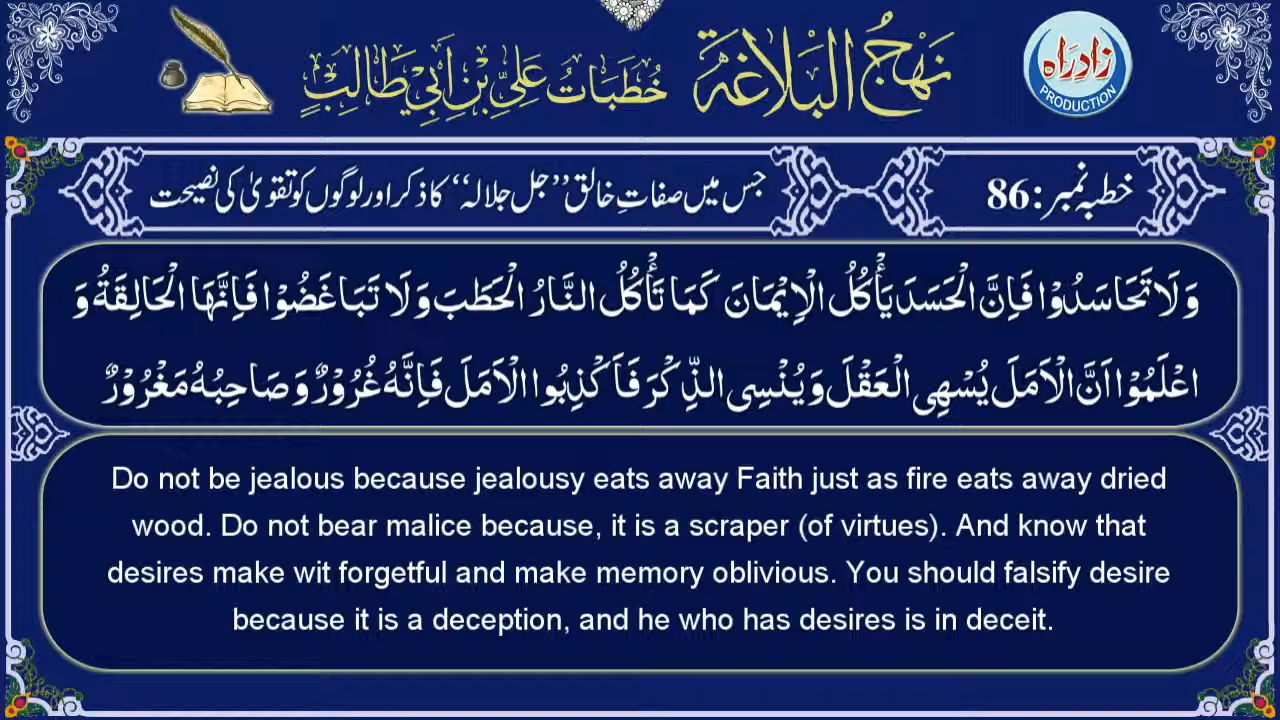 نَهْجُ الْبَلَاغَة خُطَبَاتُ عَلِيِّ بْنِ اَبِي طَالِبٍ
زادِراہ
PRODUCTION
خطبہ نمبر: 86
جس میں صفاتِ خالق ’’جل جلالہ‘‘ کا ذکر اور لوگوں کو تقویٰ کی نصیحت
وَلَا تَحَاسَدُوْا فَاِنَّ الْحَسَدَ يَأْكُلُ الْاِيْمَانَ كَمَا تَأْكُلُ النَّارُ الْحَطَبَ وَلَا تَبَاغَضُوْا فَاِنَّهَا الْحَالِقَةُ وَ
اعْلَمُوْا اَنَّ الْاَمَلَ يُسْهِى الْعَقْلَ وَيُنْسِى الذِّكْرَ فَاَكْذِبُوا الْاَمَلَ فَاِنَّهُ غُرُوْرٌ وَصَاحِبُهُ مَغْرُوْرٌ
Do not be jealous because jealousy eats away Faith just as fire eats away dried
wood. Do not bear malice because, it is a scraper (of virtues). And know that
desires make wit forgetful and make memory oblivious. You should falsify desire
because it is a deception, and he who has desires is in deceit.